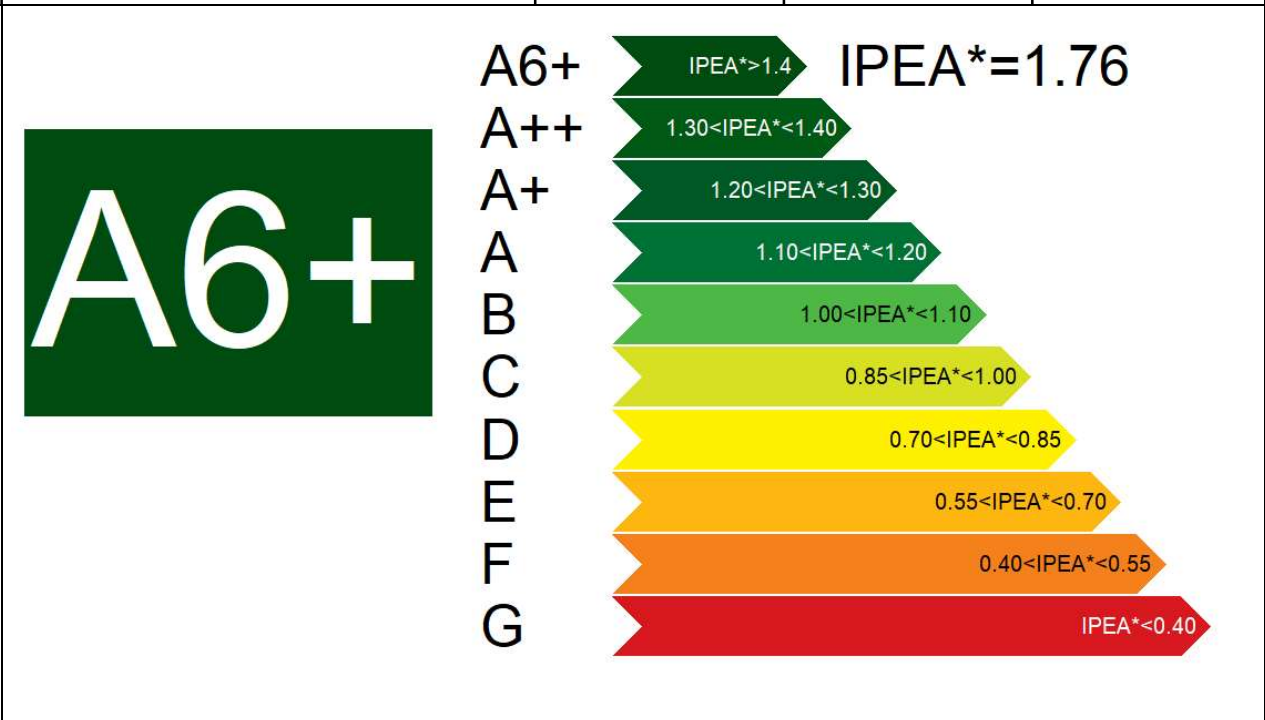 A6+
A6+ IPEA*>1.4 IPEA*=1.76
A++ 1.30<IPEA*<1.40
A+ 1.20<IPEA*<1.30
A 1.10<IPEA*<1.20
B 1.00<IPEA*<1.10
C 0.85<IPEA*<1.00
D 0.70<IPEA*<0.85
E 0.55<IPEA*<0.70
F 0.40<IPEA*<0.55
G IPEA*<0.40